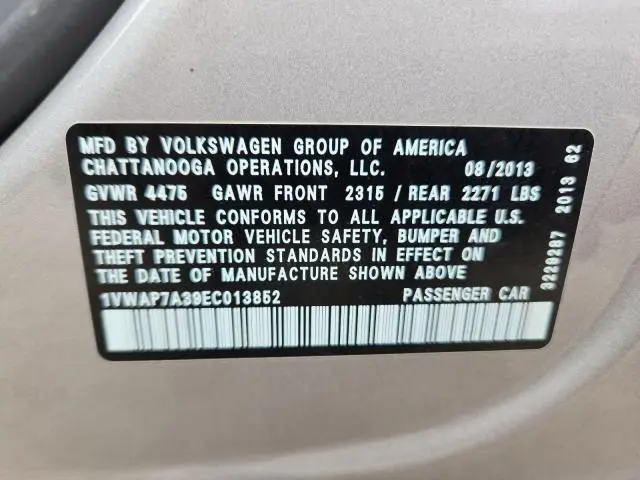 MFD BY VOLKSWAGEN GROUP OF AMERICA
CHATTANOOGA OPERATIONS, LLC. 08/2013
GVWR 4475 GAWR FRONT 2315 / REAR 2271 LBS
THIS VEHICLE CONFORMS TO ALL APPLICABLE U.S.
FEDERAL MOTOR VEHICLE SAFETY, BUMPER AND
THEFT PREVENTION STANDARDS IN EFFECT ON
THE DATE OF MANUFACTURE SHOWN ABOVE
1VWAP7A39EC013852 PASSENGER CAR
3229287 2013 62